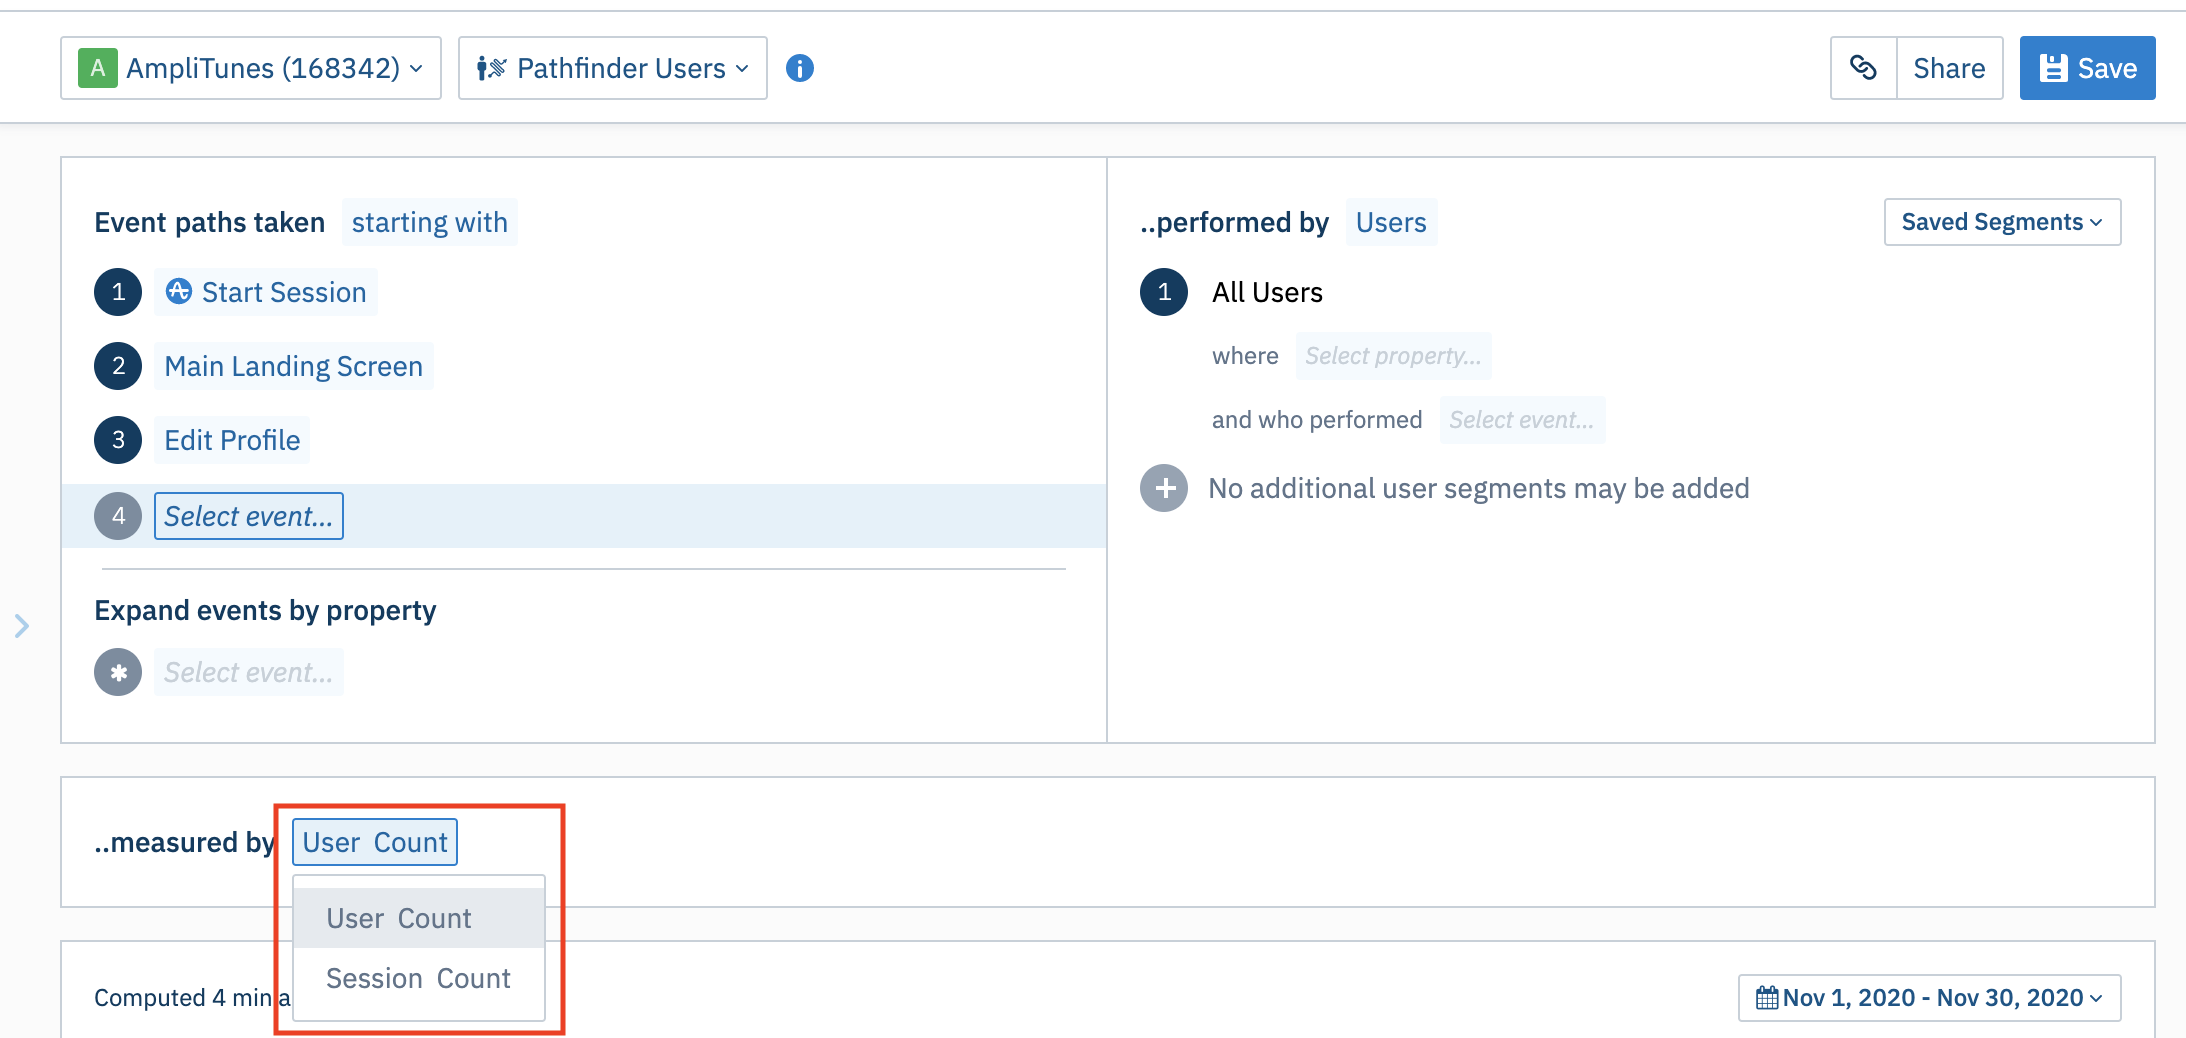 A AmpliTunes (168342) Pathfinder Users i Share Save
Event paths taken starting with
1 Start Session
2 Main Landing Screen
3 Edit Profile
4 Select event...
Expand events by property
* Select event...
..performed by Users Saved Segments
1 All Users
where Select property...
and who performed Select event...
+ No additional user segments may be added
..measured by User Count
User Count
Session Count
Computed 4 min a
Nov 1, 2020 - Nov 30, 2020